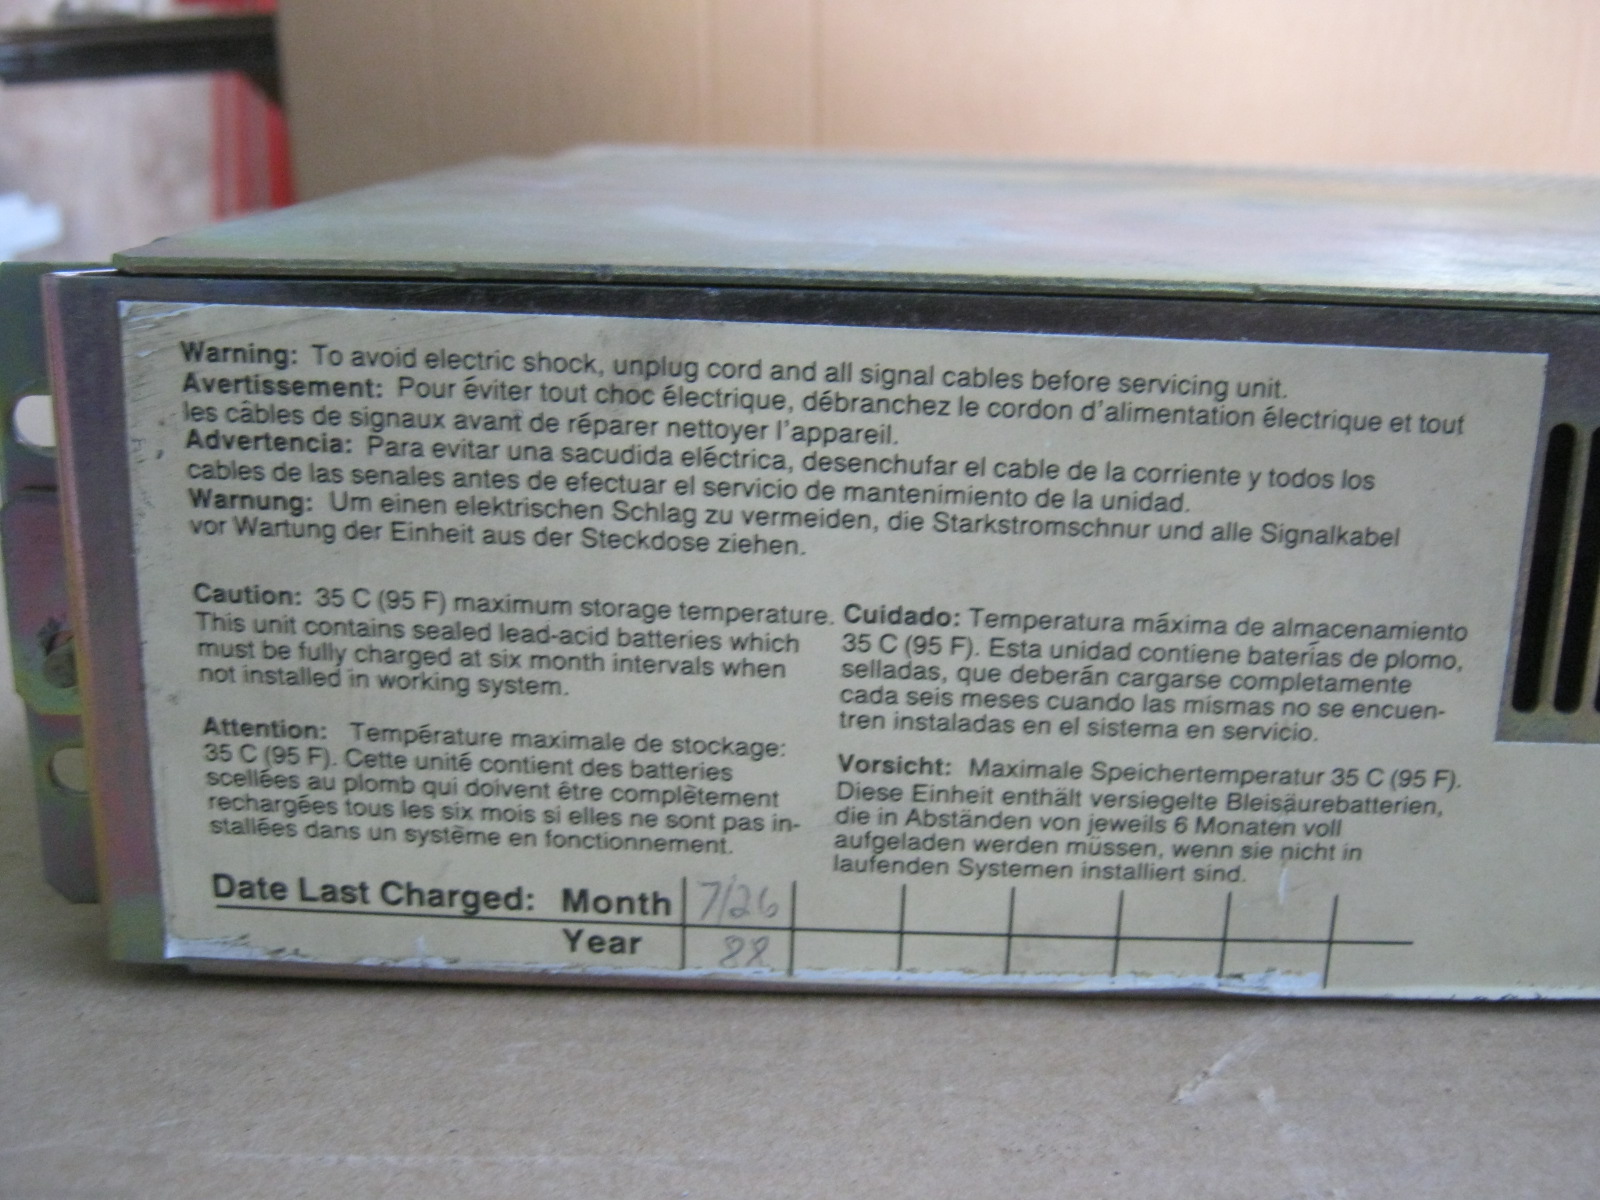 Warning: To avoid electric shock, unplug cord and all signal cables before servicing unit.
Avertissement: Pour éviter tout choc électrique, débranchez le cordon d'alimentation électrique et tout
les câbles de signaux avant de réparer nettoyer l'appareil.
Advertencia: Para evitar una sacudida eléctrica, desenchufar el cable de la corriente y todos los
cables de las senales antes de efectuar el servicio de mantenimiento de la unidad.
Warnung: Um einen elektrischen Schlag zu vermeiden, die Starkstromschnur und alle Signalkabel
vor Wartung der Einheit aus der Steckdose ziehen.
Caution: 35 C (95 F) maximum storage temperature.
This unit contains sealed lead-acid batteries which
must be fully charged at six month intervals when
not installed in working system.
Attention: Température maximale de stockage:
35 C (95 F). Cette unité contient des batteries
scellées au plomb qui doivent être complètement
rechargées tous les six mois si elles ne sont pas in-
stallées dans un système en fonctionnement.
Cuidado: Temperatura máxima de almacenamiento
35 C (95 F). Esta unidad contiene baterías de plomo,
selladas, que deberán cargarse completamente
cada seis meses cuando las mismas no se encuen-
tren instaladas en el sistema en servicio.
Vorsicht: Maximale Speichertemperatur 35 C (95 F).
Diese Einheit enthält versiegelte Bleisäurebatterien,
die in Abständen von jeweils 6 Monaten voll
aufgeladen werden müssen, wenn sie nicht in
laufenden Systemen installiert sind.
Date Last Charged: Month 7/26
Year 88